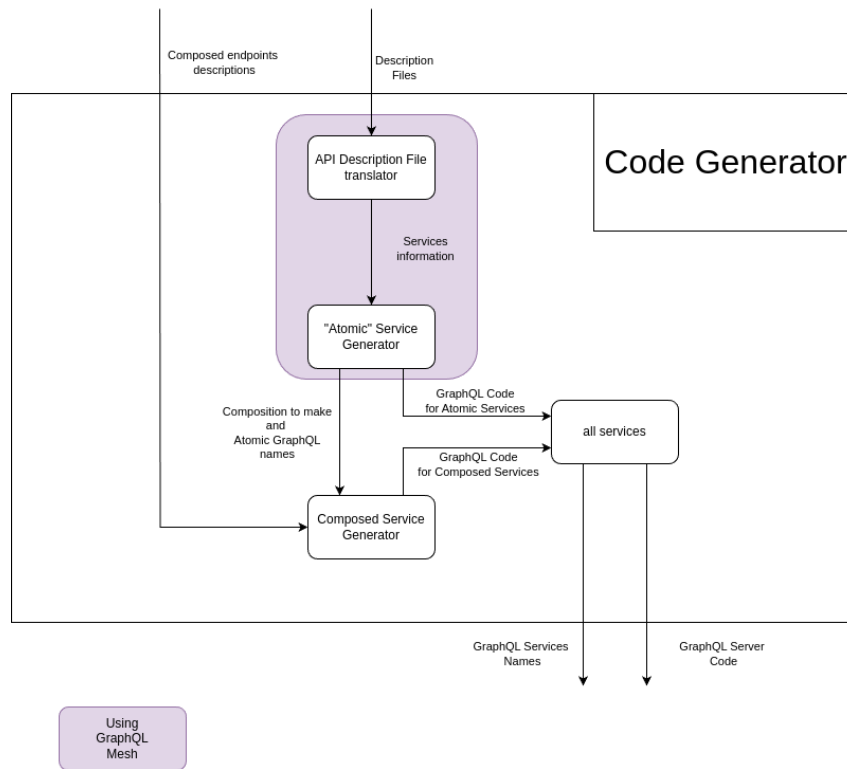 Composed endpoints
descriptions
Description
Files
Code Generator
API Description File
translator
Services
information
"Atomic" Service
Generator
GraphQL Code
for Atomic Services
Composition to make
and
Atomic GraphQL
names
all services
GraphQL Code
for Composed Services
Composed Service
Generator
GraphQL Services
Names
GraphQL Server
Code
Using
GraphQL
Mesh